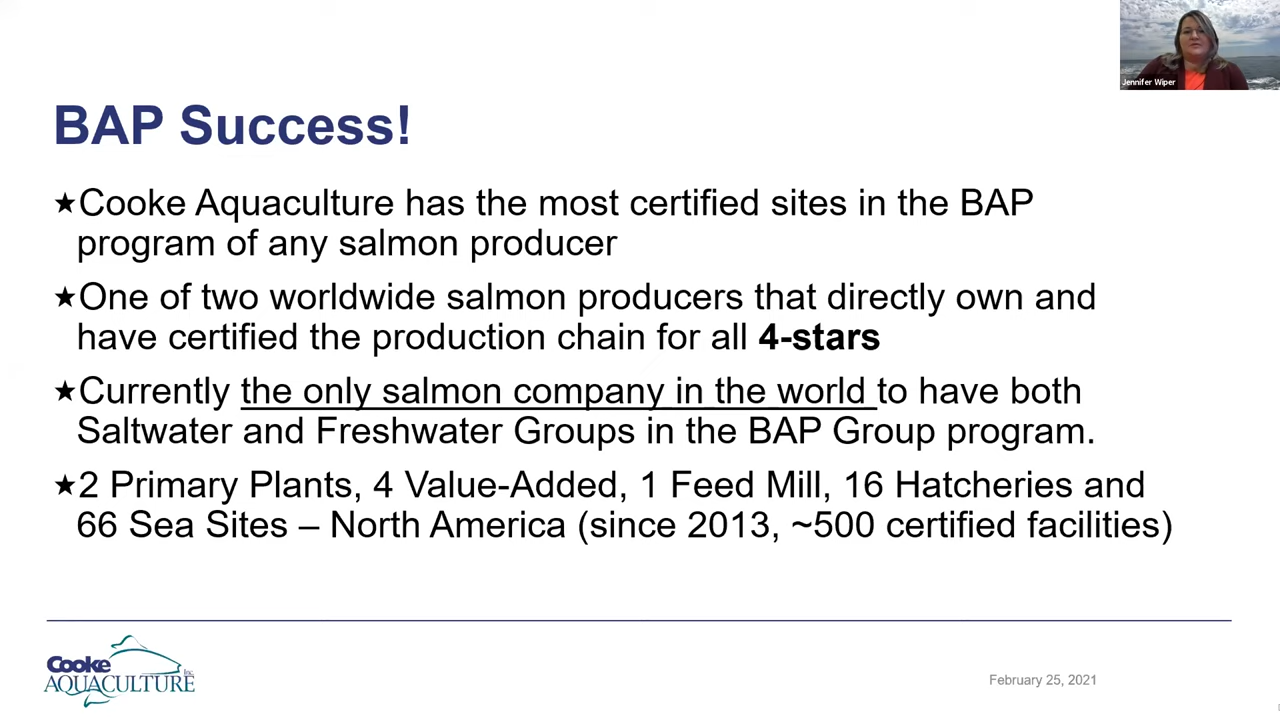 Jennifer Wiper
BAP Success!
★Cooke Aquaculture has the most certified sites in the BAP
program of any salmon producer
★One of two worldwide salmon producers that directly own and
have certified the production chain for all 4-stars
★Currently the only salmon company in the world to have both
Saltwater and Freshwater Groups in the BAP Group program.
★2 Primary Plants, 4 Value-Added, 1 Feed Mill, 16 Hatcheries and
66 Sea Sites – North America (since 2013, ~500 certified facilities)
Cooke
AQUACULTURE Inc.
February 25, 2021